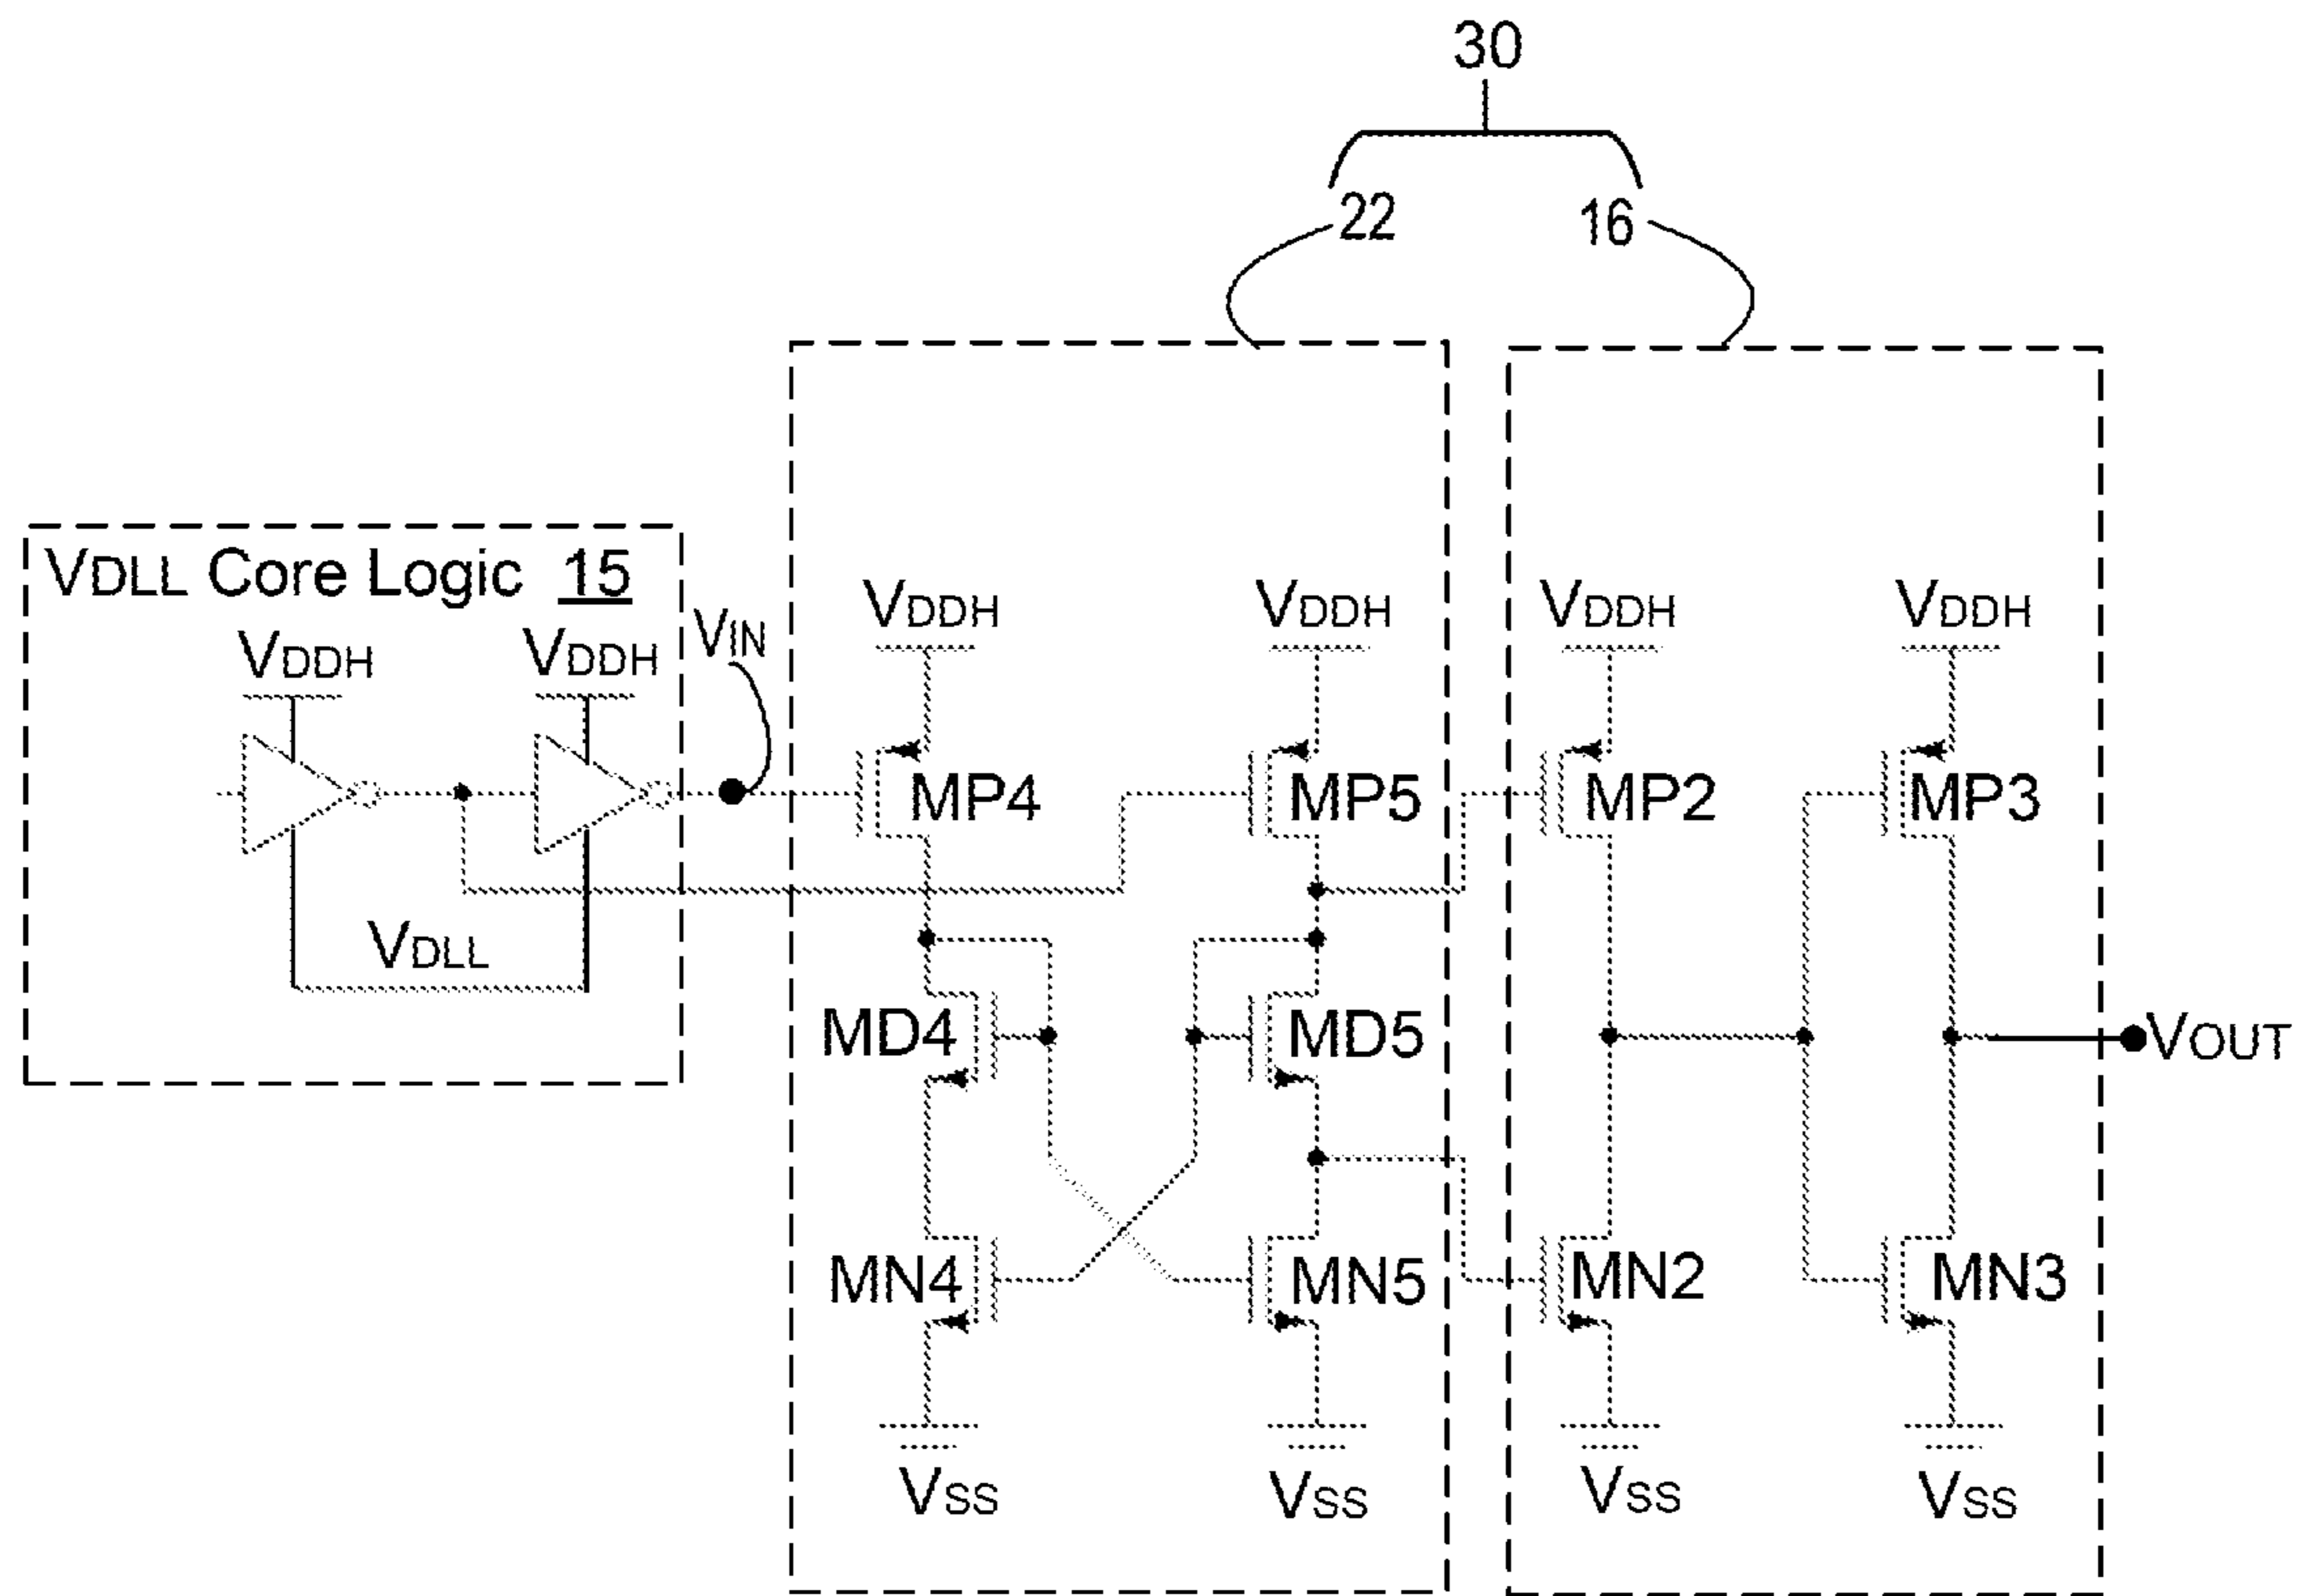 30
22 16
VDLL Core Logic 15
VDDH VDDH
VIN
VDLL
VDDH VDDH VDDH VDDH
MP4 MP5 MP2 MP3
MD4 MD5
VOUT
MN4 MN5 MN2 MN3
VSS VSS VSS VSS